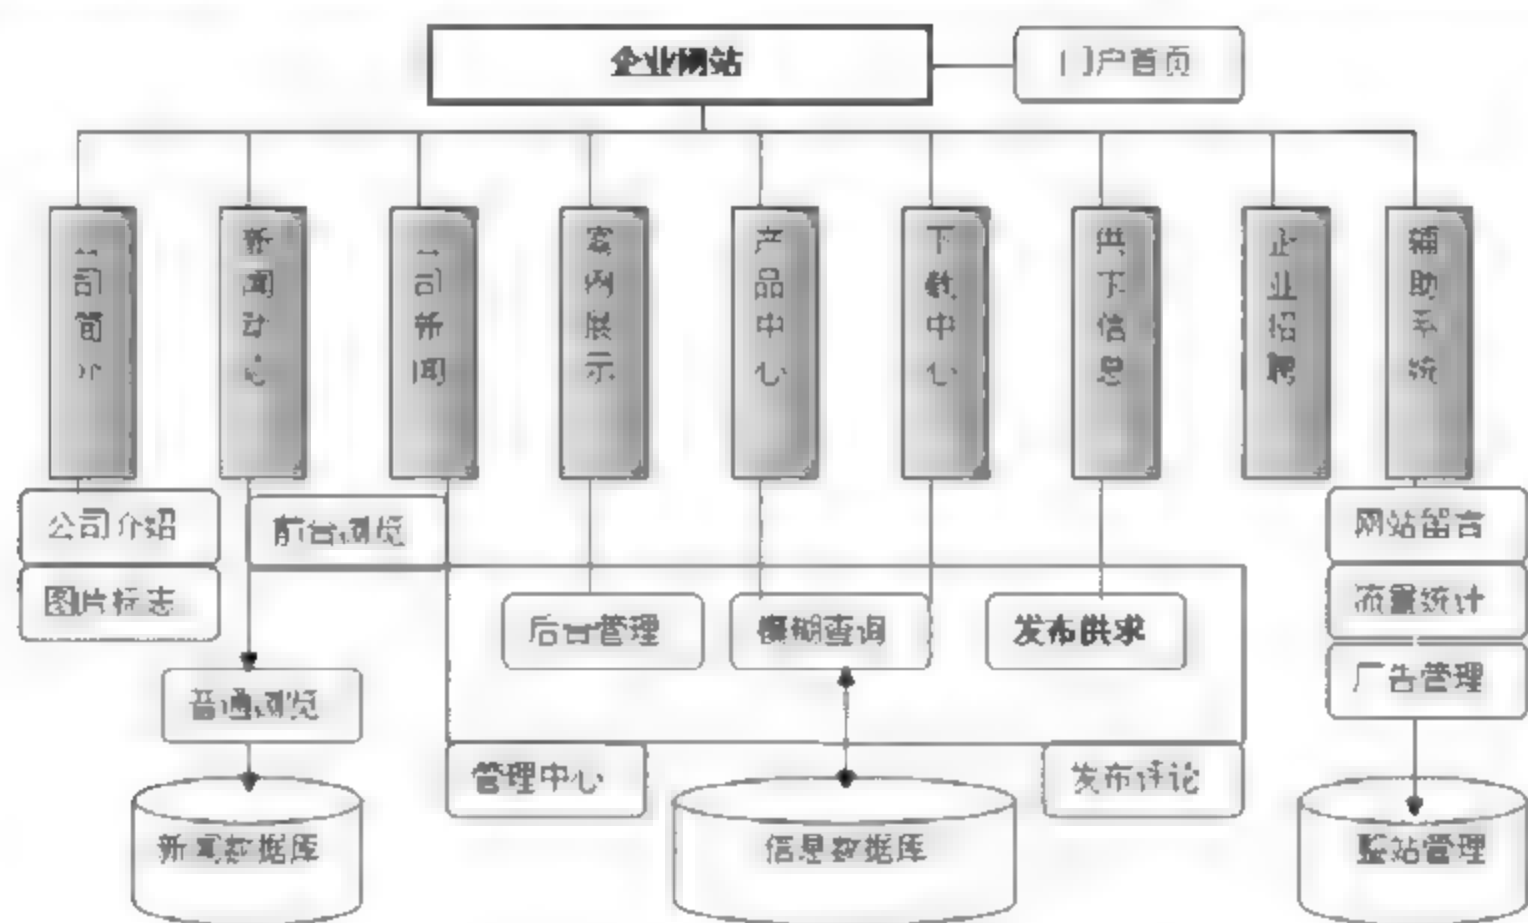 企业网站
门户首页
公司简介
新闻动态
公司新闻
案例展示
产品中心
下载中心
供下信息
企业招聘
辅助系统
公司介绍
图片标志
前台浏览
后台管理
模糊查询
发布供求
网站留言
流量统计
广告管理
普通浏览
管理中心
发布评论
新闻数据库
信息数据库
整站管理